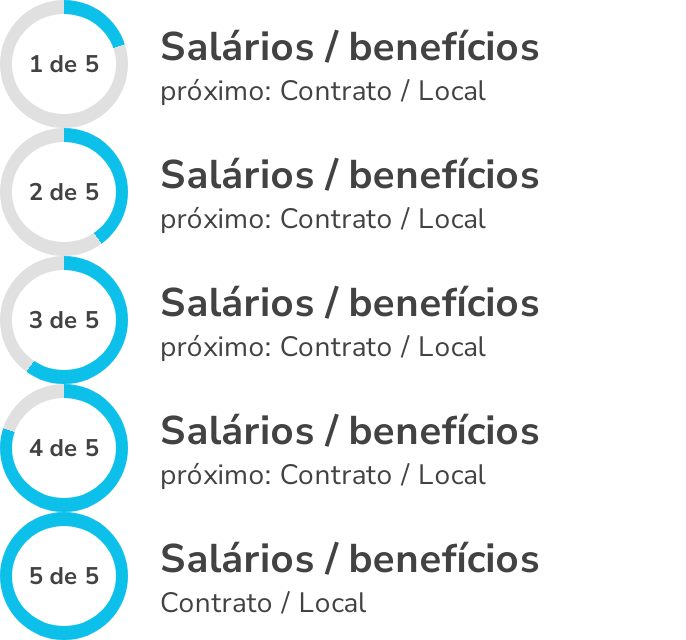 1 de 5
Salários / benefícios
próximo: Contrato / Local
2 de 5
Salários / benefícios
próximo: Contrato / Local
3 de 5
Salários / benefícios
próximo: Contrato / Local
4 de 5
Salários / benefícios
próximo: Contrato / Local
5 de 5
Salários / benefícios
Contrato / Local